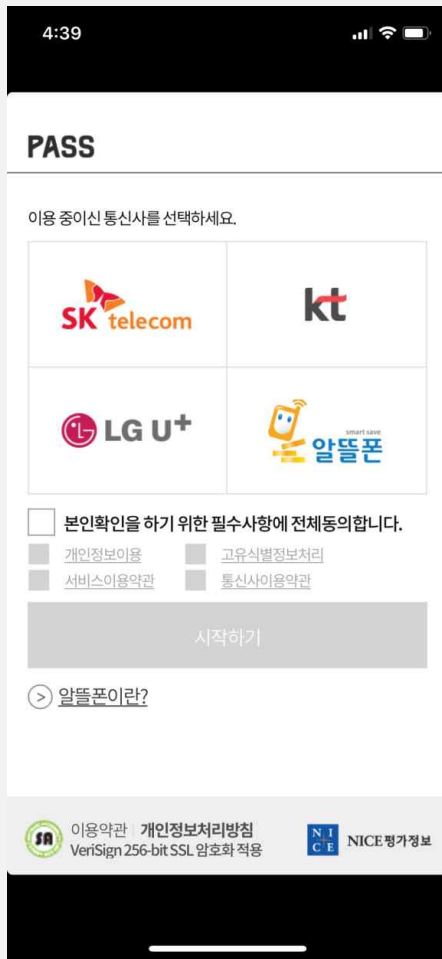 4:39
PASS
이용 중이신 통신사를 선택하세요.
SK telecom
kt
LG U+
smart save
알뜰폰
본인확인을 하기 위한 필수사항에 전체동의합니다.
개인정보이용 고유식별정보처리
서비스이용약관 통신사이용약관
시작하기
> 알뜰폰이란?
SA
이용약관 | 개인정보처리방침
VeriSign 256-bit SSL 암호화 적용
NICE NICE평가정보